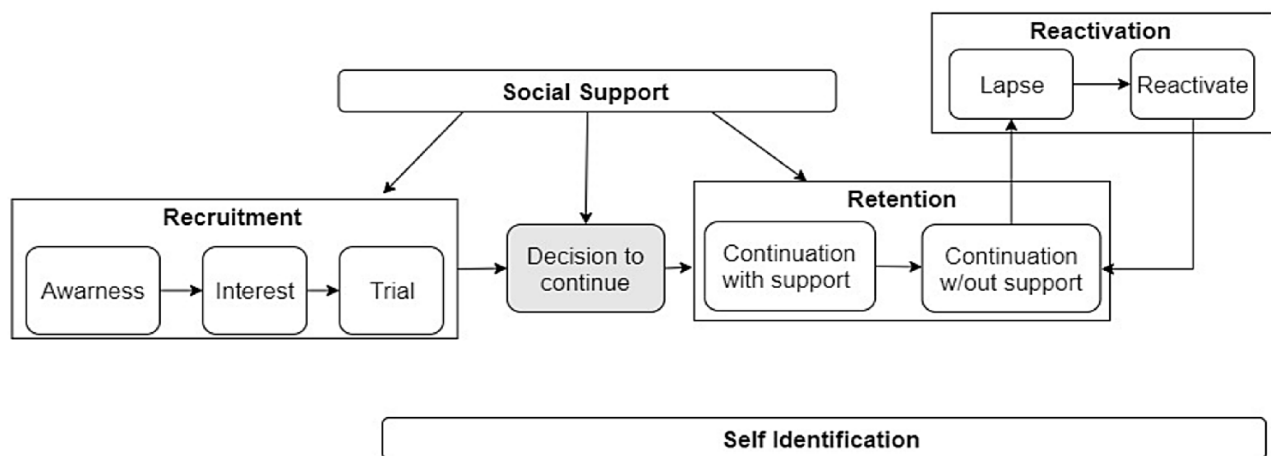 Reactivation
Lapse
Reactivate
Social Support
Recruitment
Awarness
Interest
Trial
Decision to
continue
Retention
Continuation
with support
Continuation
w/out support
Self Identification